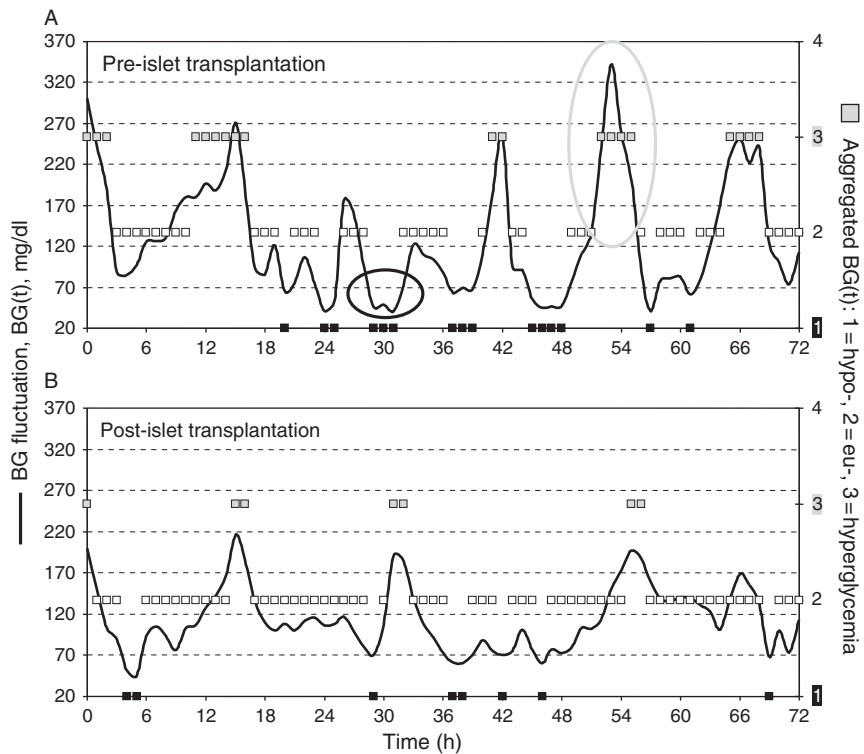 A
370
320
270
220
170
120
70
20
Pre-islet transplantation
4
3
2
1
0 6 12 18 24 30 36 42 48 54 60 66 72
B
370
320
270
220
170
120
70
20
Post-islet transplantation
4
3
2
1
0 6 12 18 24 30 36 42 48 54 60 66 72
Time (h)
BG fluctuation, BG(t), mg/dl
Aggregated BG(t): 1 = hypo-, 2 = eu-, 3 = hyperglycemia